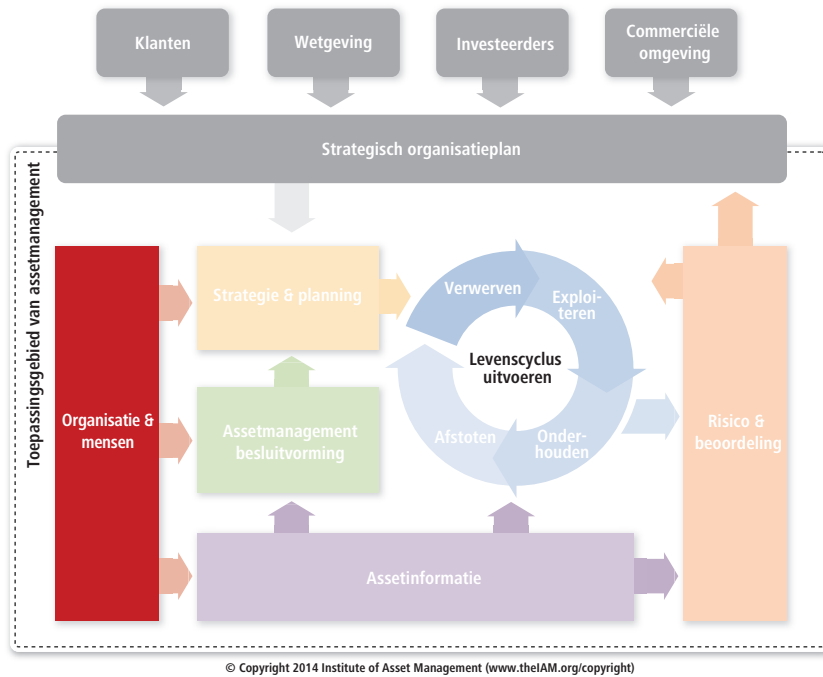 Klanten
Wetgeving
Investeerders
Commerciële
omgeving
Strategisch organisatieplan
Toepassingsgebied van assetmanagement
Organisatie &
mensen
Strategie & planning
Assetmanagement
besluitvorming
Verwerven
Exploi-
teren
Levenscyclus
uitvoeren
Afstoten
Onder-
houden
Risico &
beoordeling
Assetinformatie
© Copyright 2014 Institute of Asset Management (www.theIAM.org/copyright)